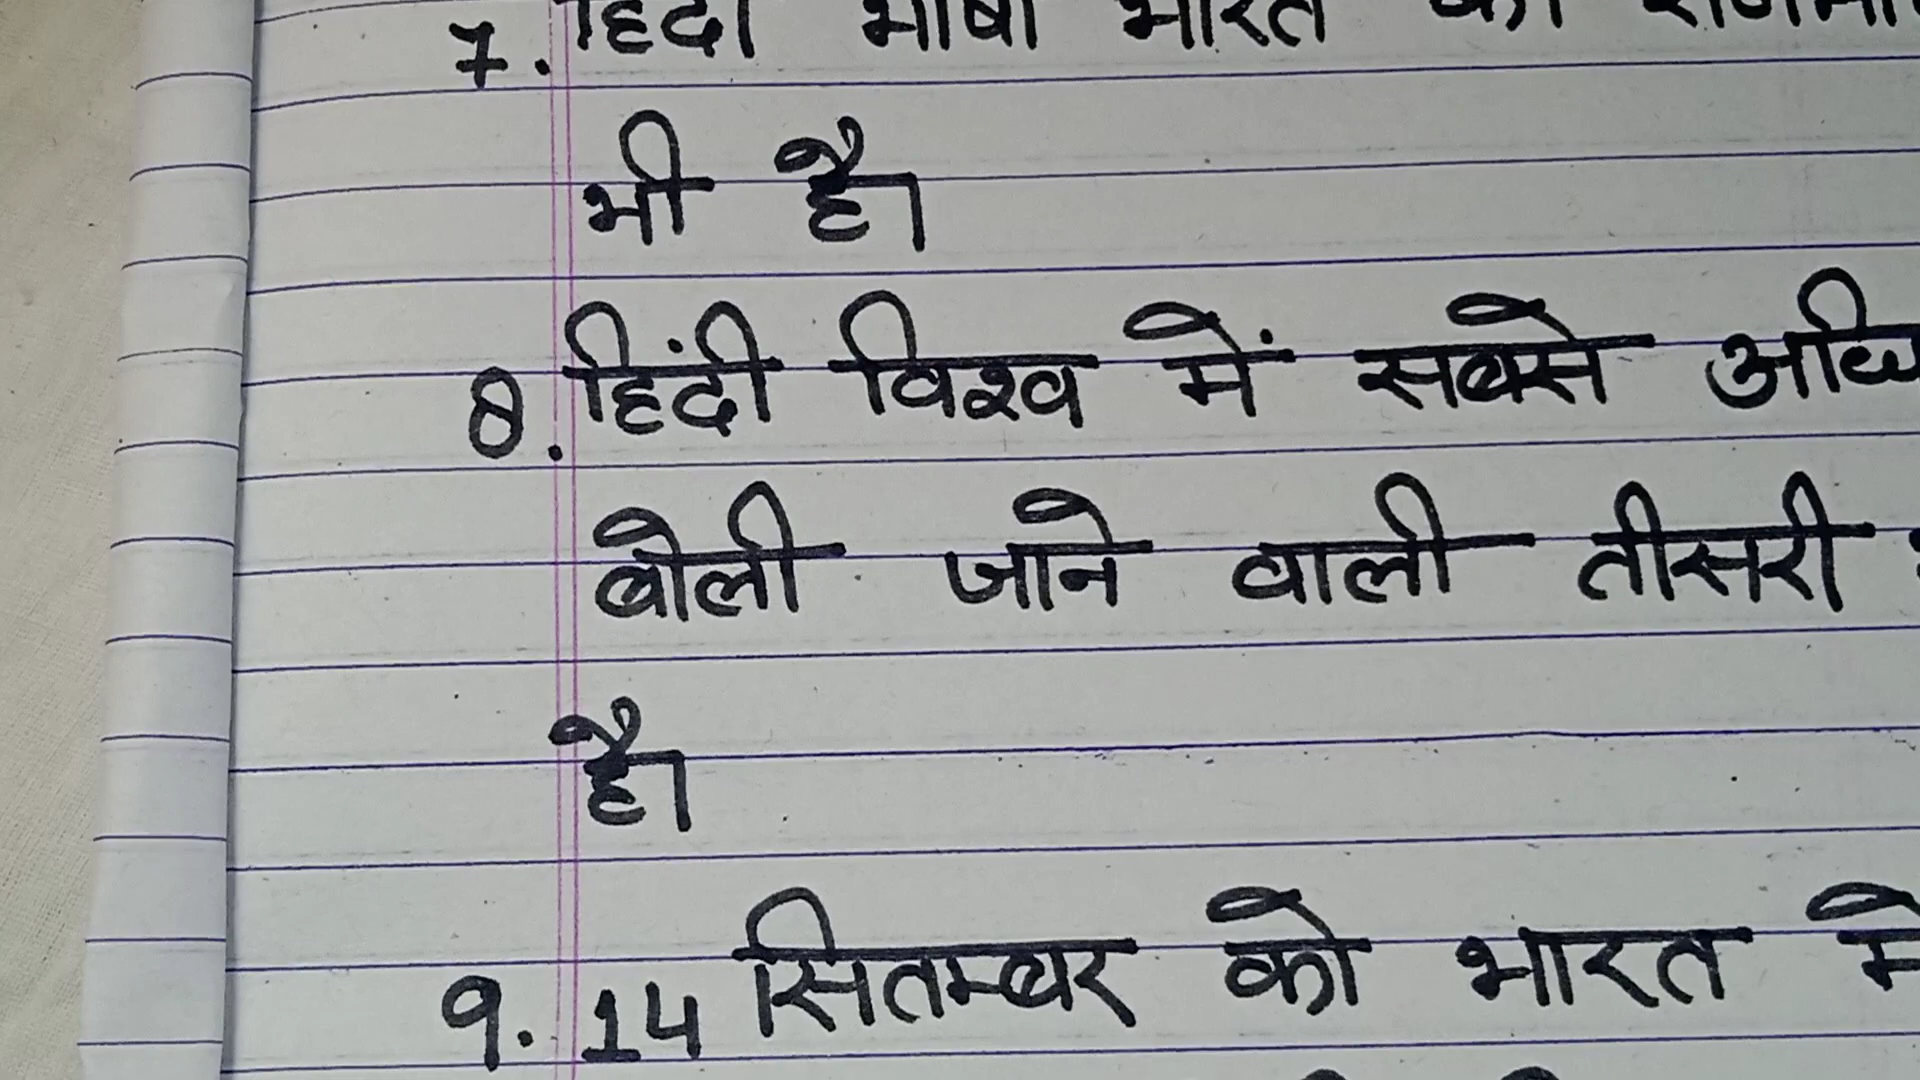 7. हिंदी भाषा भारत की
भी है।
8. हिंदी विश्व में सबसे
बोली जाने वाली तीसरी
है।
9. 14 सितम्बर को भारत